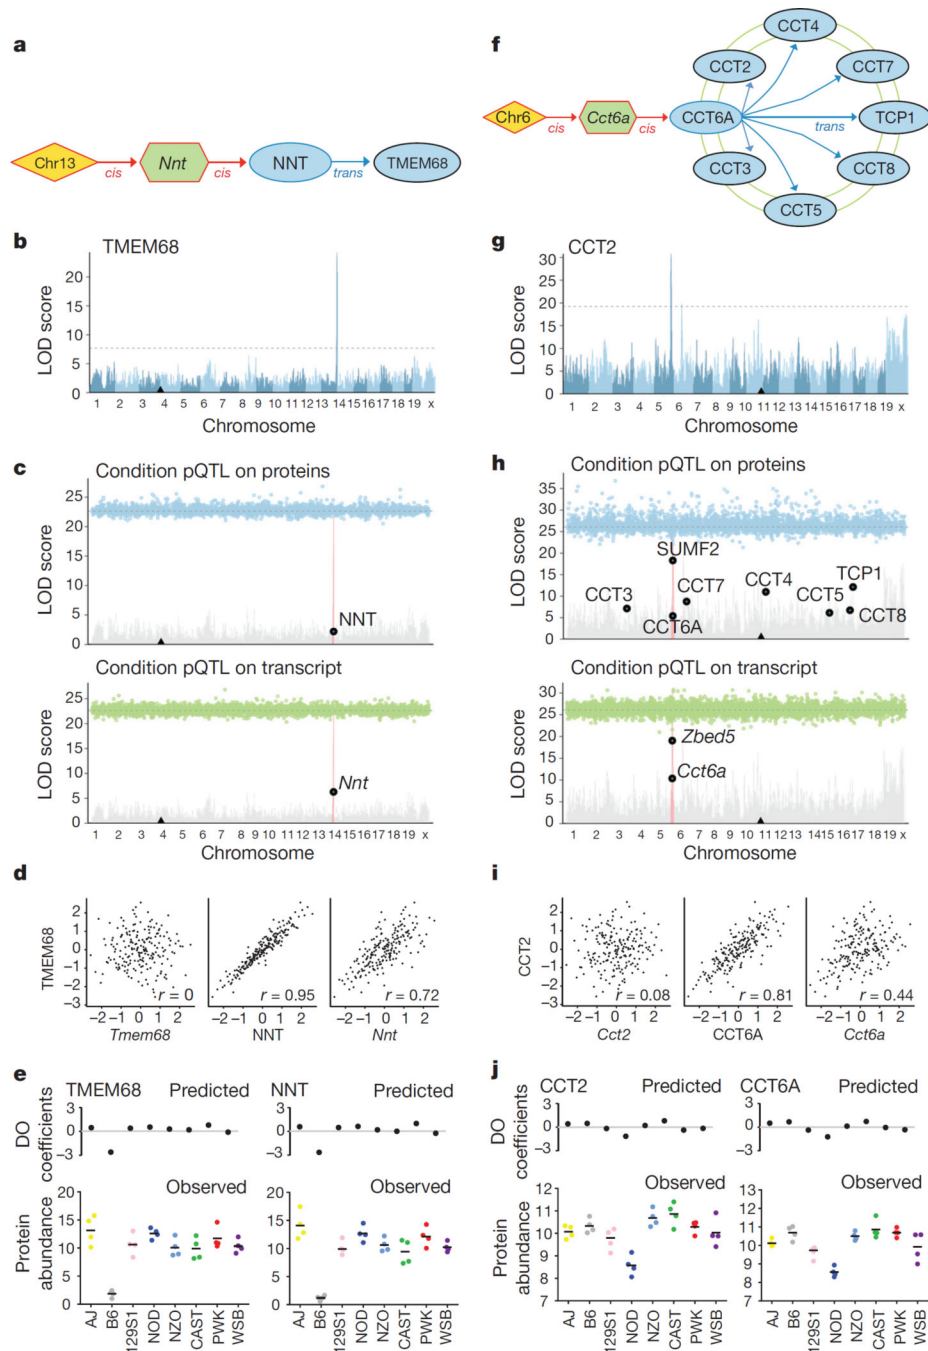 a
Chr13
cis
Nnt
cis
NNT
trans
TMEM68
b
TMEM68
LOD score
20
15
10
5
0
1 2 3 4 5 6 7 8 9 10 11 12 13 14 15 16 17 18 19 x
Chromosome
c
Condition pQTL on proteins
LOD score
25
20
15
10
5
0
NNT
Condition pQTL on transcript
LOD score
25
20
15
10
5
0
Nnt
1 2 3 4 5 6 7 8 9 10 11 12 13 14 15 16 17 18 19 x
Chromosome
d
TMEM68
2
1
0
−1
−2
−3
r = 0
r = 0.95
r = 0.72
−2 −1 0 1 2
−2 −1 0 1 2
−2 −1 0 1 2
Tmem68
NNT
Nnt
e
TMEM68 Predicted
NNT Predicted
DO coefficients
3
0
−3
3
0
−3
Observed
Observed
Protein abundance
20
15
10
5
0
20
15
10
5
0
AJ B6 129S1 NOD NZO CAST PWK WSB
AJ B6 129S1 NOD NZO CAST PWK WSB
f
CCT4
CCT2
CCT7
Chr6
cis
Cct6a
cis
CCT6A
trans
TCP1
CCT3
CCT8
CCT5
g
CCT2
LOD score
30
25
20
15
10
5
0
1 2 3 4 5 6 7 8 9 10 11 12 13 14 15 16 17 18 19 x
Chromosome
h
Condition pQTL on proteins
LOD score
35
30
25
20
15
10
5
0
SUMF2
CCT3
CCT7
CCT4
TCP1
CCT5
CCT6A
CCT8
Condition pQTL on transcript
LOD score
30
25
20
15
10
5
0
Zbed5
Cct6a
1 2 3 4 5 6 7 8 9 10 11 12 13 14 15 16 17 18 19 x
Chromosome
i
CCT2
2
1
0
−1
−2
r = 0.08
r = 0.81
r = 0.44
−2 −1 0 1 2
−2 −1 0 1 2
−2 −1 0 1 2
Cct2
CCT6A
Cct6a
j
CCT2 Predicted
CCT6A Predicted
DO coefficients
3
0
−3
3
0
−3
Observed
Observed
Protein abundance
11
10
9
8
7
13
12
11
10
9
8
7
AJ B6 129S1 NOD NZO CAST PWK WSB
AJ B6 129S1 NOD NZO CAST PWK WSB